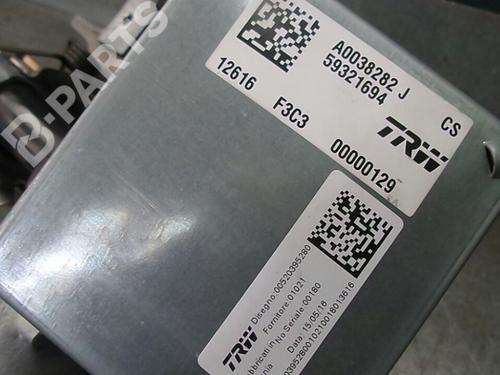 A0038282 J
59321694
CS
12616
F3C3
TRW
00000129
TRW
Disegno:00520395280
Fornitore:01021
No Seriale:00180
Data:15/05/16
B-PARTS